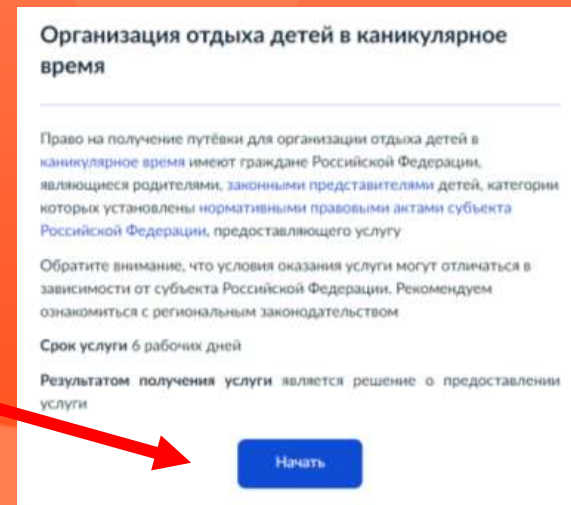 Организация отдыха детей в каникулярное
время
Право на получение путёвки для организации отдыха детей в
каникулярное время имеют граждане Российской Федерации,
являющиеся родителями, законными представителями детей, категории
которых установлены нормативными правовыми актами субъекта
Российской Федерации, предоставляющего услугу
Обратите внимание, что условия оказания услуги могут отличаться в
зависимости от субъекта Российской Федерации. Рекомендуем
ознакомиться с региональным законодательством
Срок услуги 6 рабочих дней
Результатом получения услуги является решение о предоставлении
услуги
Начать